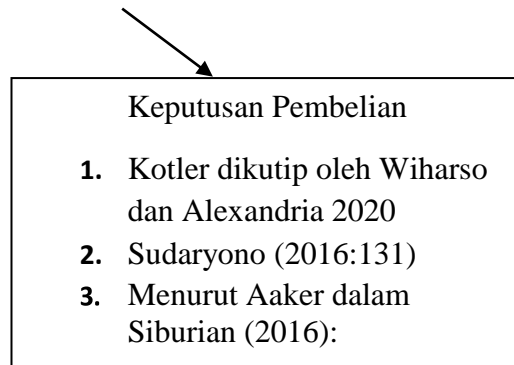 Keputusan Pembelian
1. Kotler dikutip oleh Wiharso
dan Alexandria 2020
2. Sudaryono (2016:131)
3. Menurut Aaker dalam
Siburian (2016):